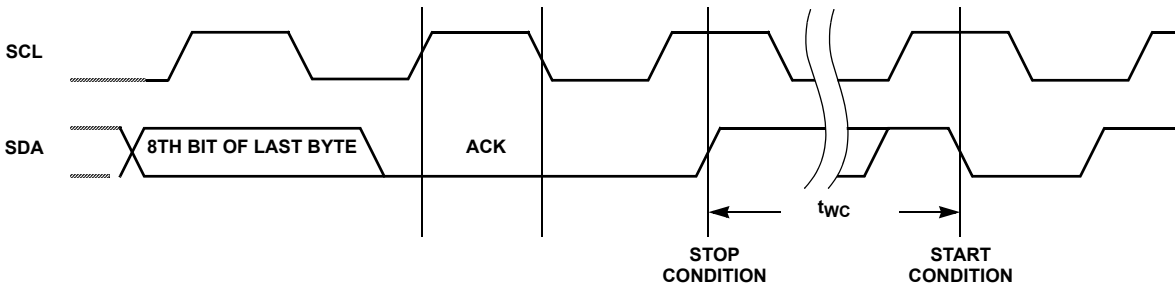 SCL
SDA
8TH BIT OF LAST BYTE
ACK
tWC
STOP
CONDITION
START
CONDITION